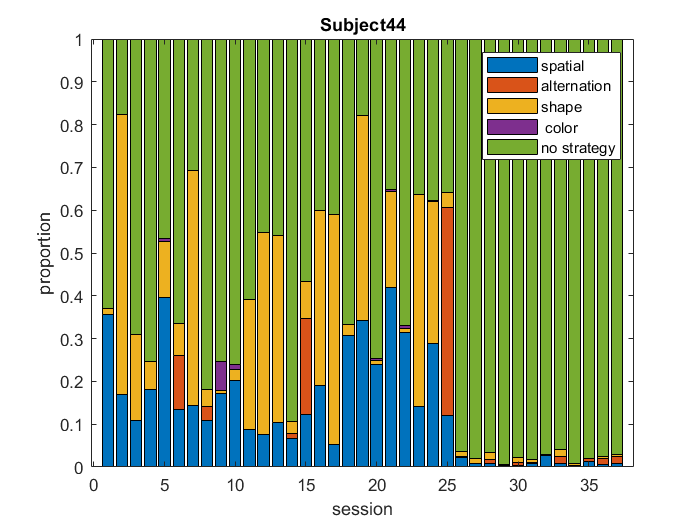 Subject44
1
0.9
0.8
0.7
0.6
0.5
0.4
0.3
0.2
0.1
0
proportion
spatial
alternation
shape
color
no strategy
0 5 10 15 20 25 30 35
session